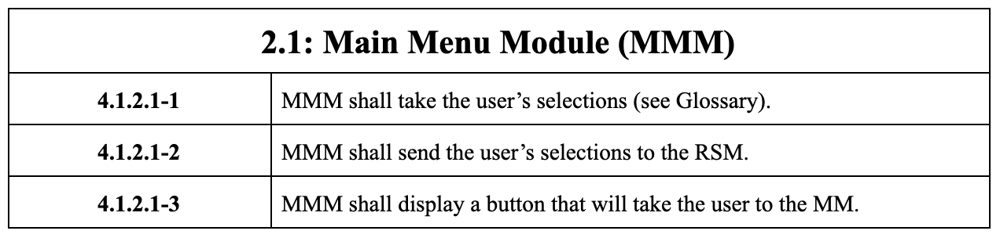 2.1: Main Menu Module (MMM)
4.1.2.1-1 MMM shall take the user’s selections (see Glossary).
4.1.2.1-2 MMM shall send the user’s selections to the RSM.
4.1.2.1-3 MMM shall display a button that will take the user to the MM.